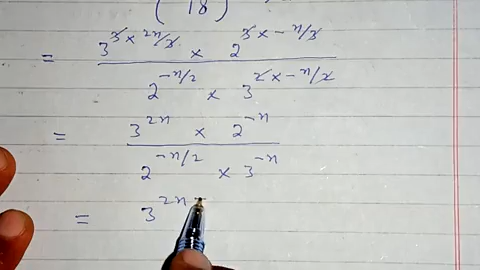 ( 18 )
= 3^{3 × 2n/3} × 2^{3 × -n/3}
2^{-n/2} × 3^{2 × -n/2}
= 3^{2n} × 2^{-n}
2^{-n/2} × 3^{-n}
= 3^{2n